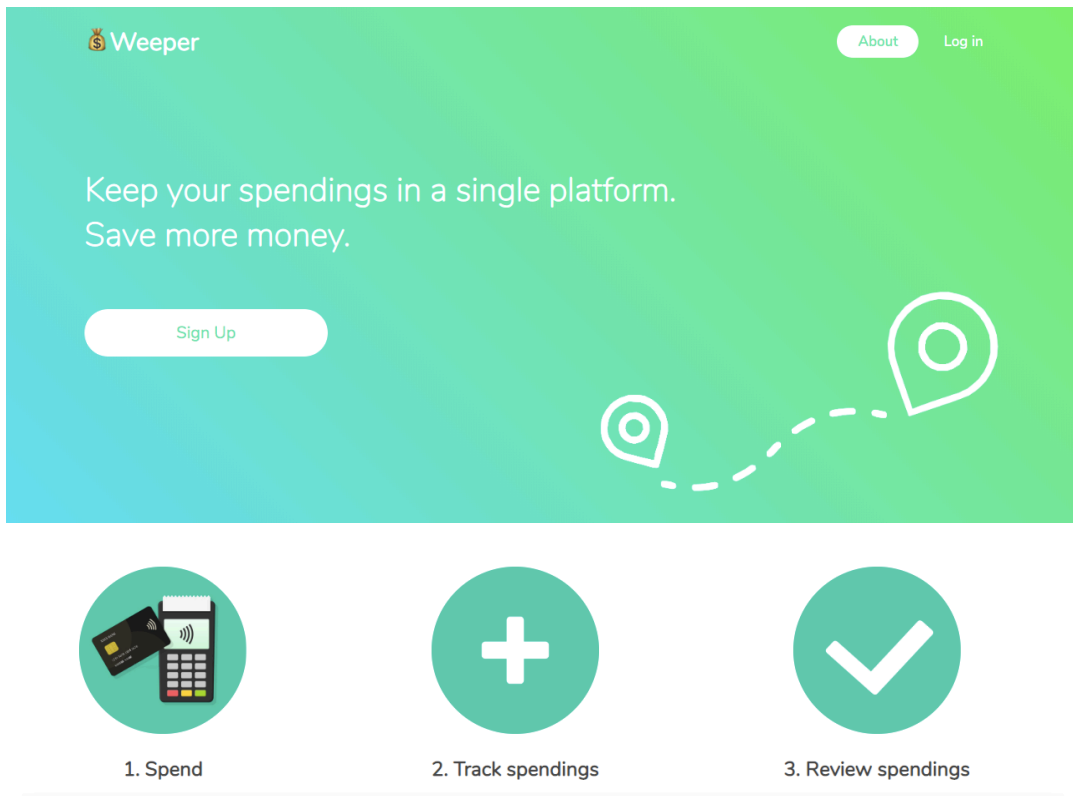 Weeper
About
Log in
Keep your spendings in a single platform.
Save more money.
Sign Up
1. Spend
2. Track spendings
3. Review spendings